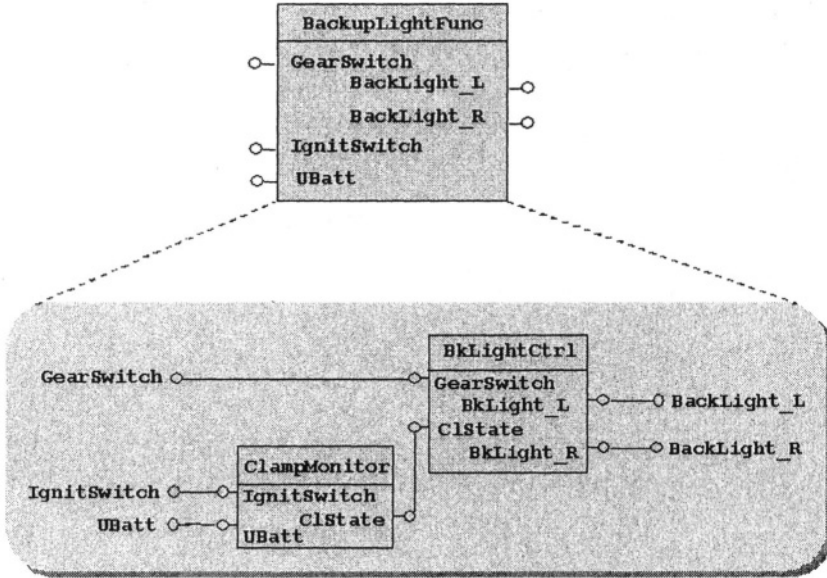 BackupLightFunc
GearSwitch
BackLight_L
BackLight_R
IgnitSwitch
UBatt
BkLightCtrl
GearSwitch
GearSwitch
BkLight_L
BackLight_L
ClState
BkLight_R
BackLight_R
ClampMonitor
IgnitSwitch
IgnitSwitch
ClState
UBatt
UBatt